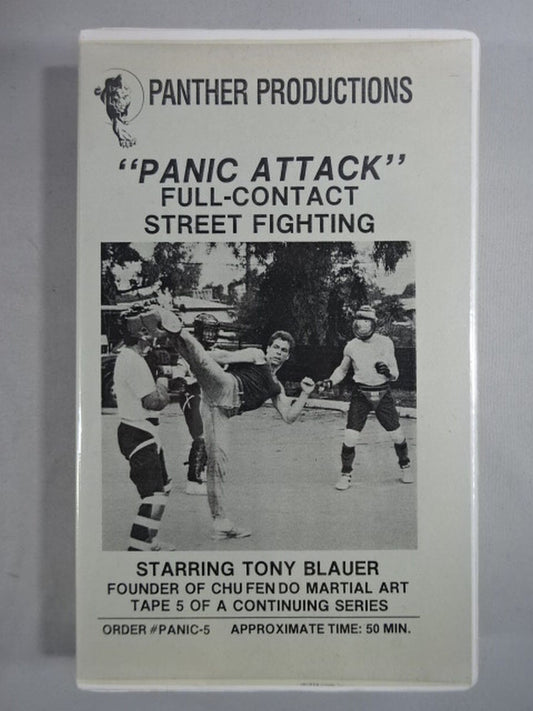 PANTHER PRODUCTIONS
"PANIC ATTACK"
FULL-CONTACT
STREET FIGHTING
STARRING TONY BLAUER
FOUNDER OF CHU FEN DO MARTIAL ART
TAPE 5 OF A CONTINUING SERIES
ORDER #PANIC-5 APPROXIMATE TIME: 50 MIN.